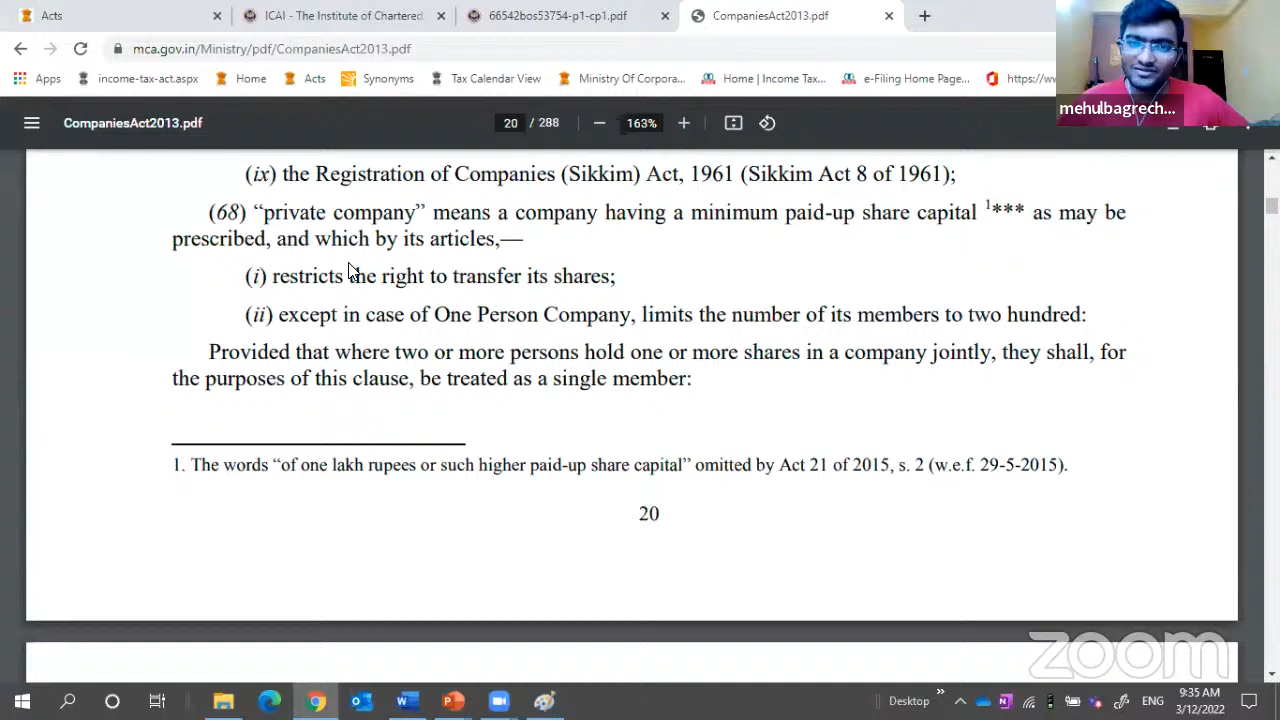 Acts
ICAI - The Institute of Chartered
66542bos53754-p1-cp1.pdf
CompaniesAct2013.pdf
mca.gov.in/Ministry/pdf/CompaniesAct2013.pdf
Apps income-tax-act.aspx Home Acts Synonyms Tax Calendar View Ministry Of Corpora... Home | Income Tax... e-Filing Home Page... https://ww
mehulbagrech...
CompaniesAct2013.pdf 20 / 288 — 163% +
(ix) the Registration of Companies (Sikkim) Act, 1961 (Sikkim Act 8 of 1961);
(68) “private company” means a company having a minimum paid-up share capital ¹*** as may be
prescribed, and which by its articles,—
(i) restricts the right to transfer its shares;
(ii) except in case of One Person Company, limits the number of its members to two hundred:
Provided that where two or more persons hold one or more shares in a company jointly, they shall, for
the purposes of this clause, be treated as a single member:
1. The words “of one lakh rupees or such higher paid-up share capital” omitted by Act 21 of 2015, s. 2 (w.e.f. 29-5-2015).
20
zoom
Desktop » ENG 9:35 AM
3/12/2022